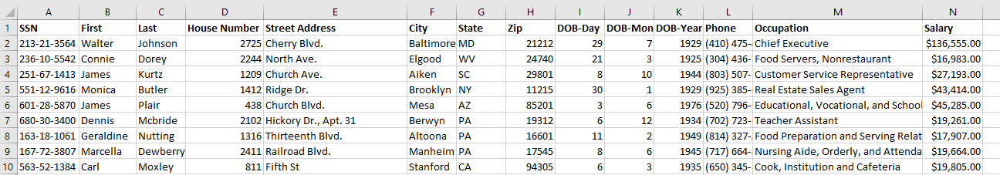 A B C D E F G H I J K L M N
1 SSN First Last House Number Street Address City State Zip DOB-Day DOB-Mon DOB-Year Phone Occupation Salary
2 213-21-3564 Walter Johnson 2725 Cherry Blvd. Baltimore MD 21212 29 7 1929 (410) 475- Chief Executive $136,555.00
3 236-10-5542 Connie Dorey 2244 North Ave. Elgood WV 24740 21 3 1925 (304) 436- Food Servers, Nonrestaurant $16,983.00
4 251-67-1413 James Kurtz 1209 Church Ave. Aiken SC 29801 8 10 1944 (803) 507- Customer Service Representative $27,193.00
5 551-12-9616 Monica Butler 1412 Ridge Dr. Brooklyn NY 11215 30 1 1929 (925) 385- Real Estate Sales Agent $43,414.00
6 601-28-5870 James Plair 438 Church Blvd. Mesa AZ 85201 3 6 1976 (520) 796- Educational, Vocational, and School $45,285.00
7 680-30-3400 Dennis Mcbride 2102 Hickory Dr., Apt. 31 Berwyn PA 19312 6 12 1934 (702) 723- Teacher Assistant $19,261.00
8 163-18-1061 Geraldine Nutting 1316 Thirteenth Blvd. Altoona PA 16601 11 2 1949 (814) 327- Food Preparation and Serving Relat $17,907.00
9 167-72-3807 Marcella Dewberry 2411 Railroad Blvd. Manheim PA 17545 8 6 1945 (717) 664- Nursing Aide, Orderly, and Attenda $19,664.00
10 563-52-1384 Carl Moxley 811 Fifth St Stanford CA 94305 6 3 1935 (650) 345- Cook, Institution and Cafeteria $19,805.00